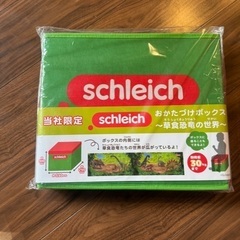 schleich
当社限定
schleich
おかたづけボックス
~草食恐竜の世界~
ボックスの内側には
草食恐竜たちの世界が広がっているよ!
30